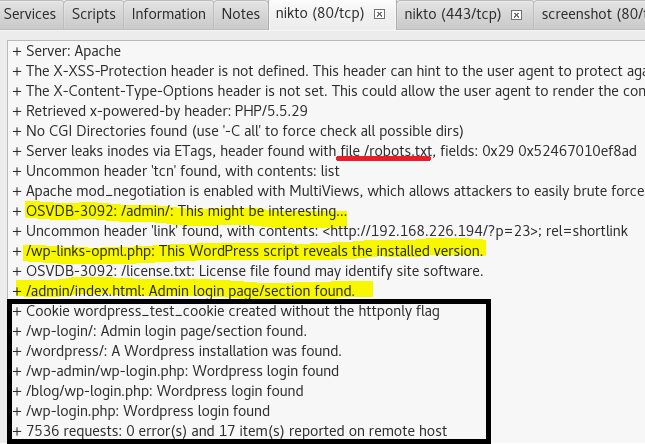 Services Scripts Information Notes nikto (80/tcp) nikto (443/tcp) screenshot (80/
+ Server: Apache
+ The X-XSS-Protection header is not defined. This header can hint to the user agent to protect aga
+ The X-Content-Type-Options header is not set. This could allow the user agent to render the con
+ Retrieved x-powered-by header: PHP/5.5.29
+ No CGI Directories found (use '-C all' to force check all possible dirs)
+ Server leaks inodes via ETags, header found with file /robots.txt, fields: 0x29 0x52467010ef8ad
+ Uncommon header 'tcn' found, with contents: list
+ Apache mod_negotiation is enabled with MultiViews, which allows attackers to easily brute force
+ OSVDB-3092: /admin/: This might be interesting...
+ Uncommon header 'link' found, with contents: <http://192.168.226.194/?p=23>; rel=shortlink
+ /wp-links-opml.php: This WordPress script reveals the installed version.
+ OSVDB-3092: /license.txt: License file found may identify site software.
+ /admin/index.html: Admin login page/section found.
+ Cookie wordpress_test_cookie created without the httponly flag
+ /wp-login/: Admin login page/section found.
+ /wordpress/: A Wordpress installation was found.
+ /wp-admin/wp-login.php: Wordpress login found
+ /blog/wp-login.php: Wordpress login found
+ /wp-login.php: Wordpress login found
+ 7536 requests: 0 error(s) and 17 item(s) reported on remote host